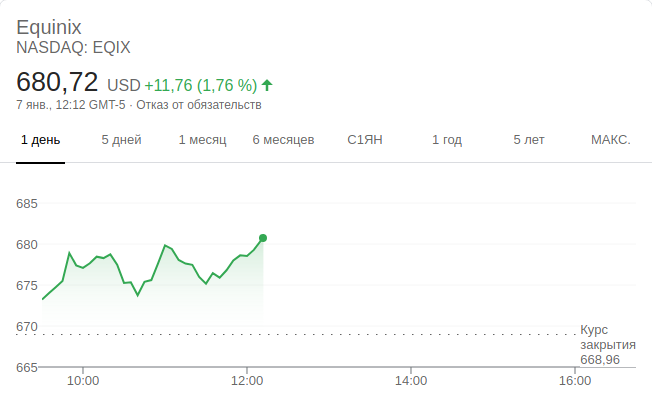 Equinix
NASDAQ: EQIX
680,72 USD +11,76 (1,76 %)
7 янв., 12:12 GMT-5 · Отказ от обязательств
1 день 5 дней 1 месяц 6 месяцев С1ЯН 1 год 5 лет МАКС.
685
680
675
670
665
Курс
закрытия
668,96
10:00 12:00 14:00 16:00